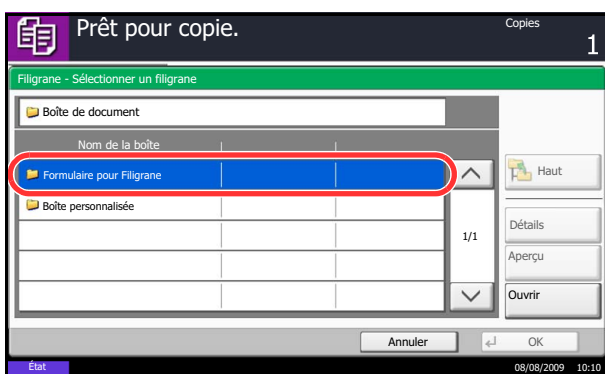 Prêt pour copie.
Copies
1
Filigrane - Sélectionner un filigrane
Boîte de document
Nom de la boîte
Formulaire pour Filigrane
Haut
Boîte personnalisée
Détails
1/1
Aperçu
Ouvrir
Annuler
OK
État
08/08/2009 10:10